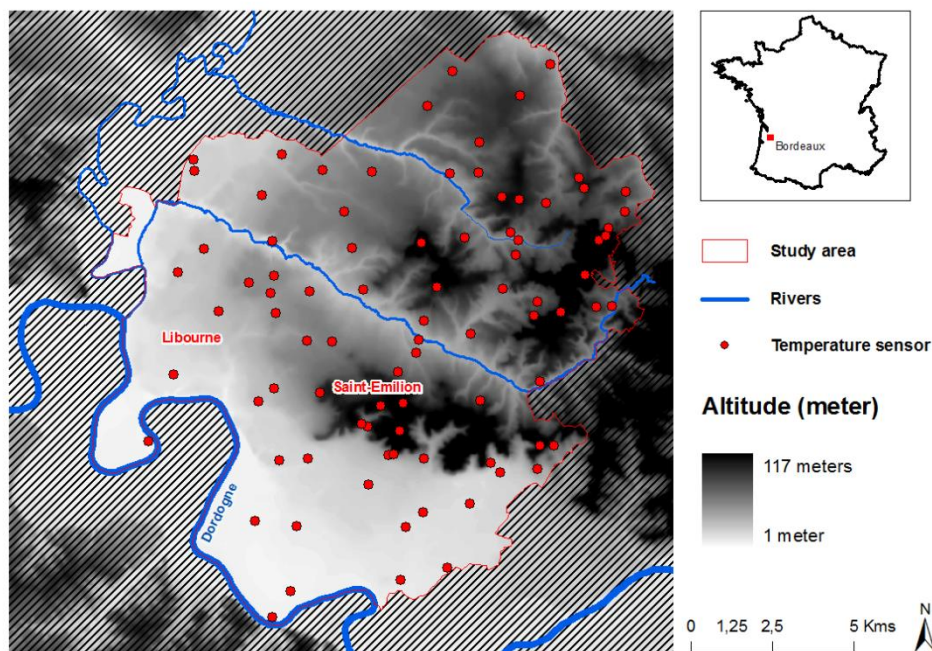 Libourne
Saint-Emilion
Dordogne
Bordeaux
Study area
Rivers
Temperature sensor
Altitude (meter)
117 meters
1 meter
N
0 1,25 2,5 5 Kms